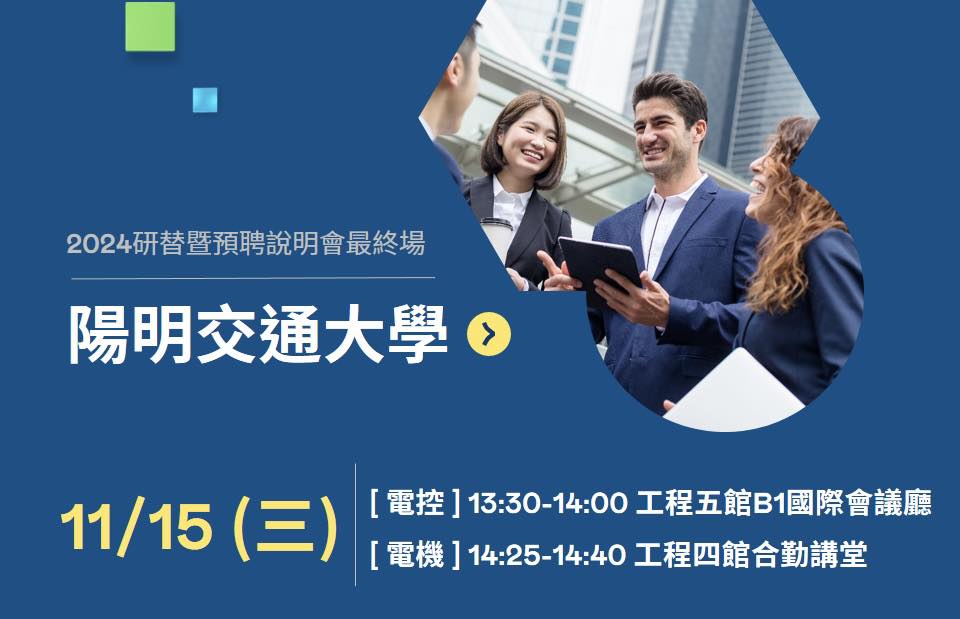 2024研替暨預聘說明會最終場
陽明交通大學
11/15 (三)
[ 電控 ] 13:30-14:00 工程五館B1國際會議廳
[ 電機 ] 14:25-14:40 工程四館合勤講堂